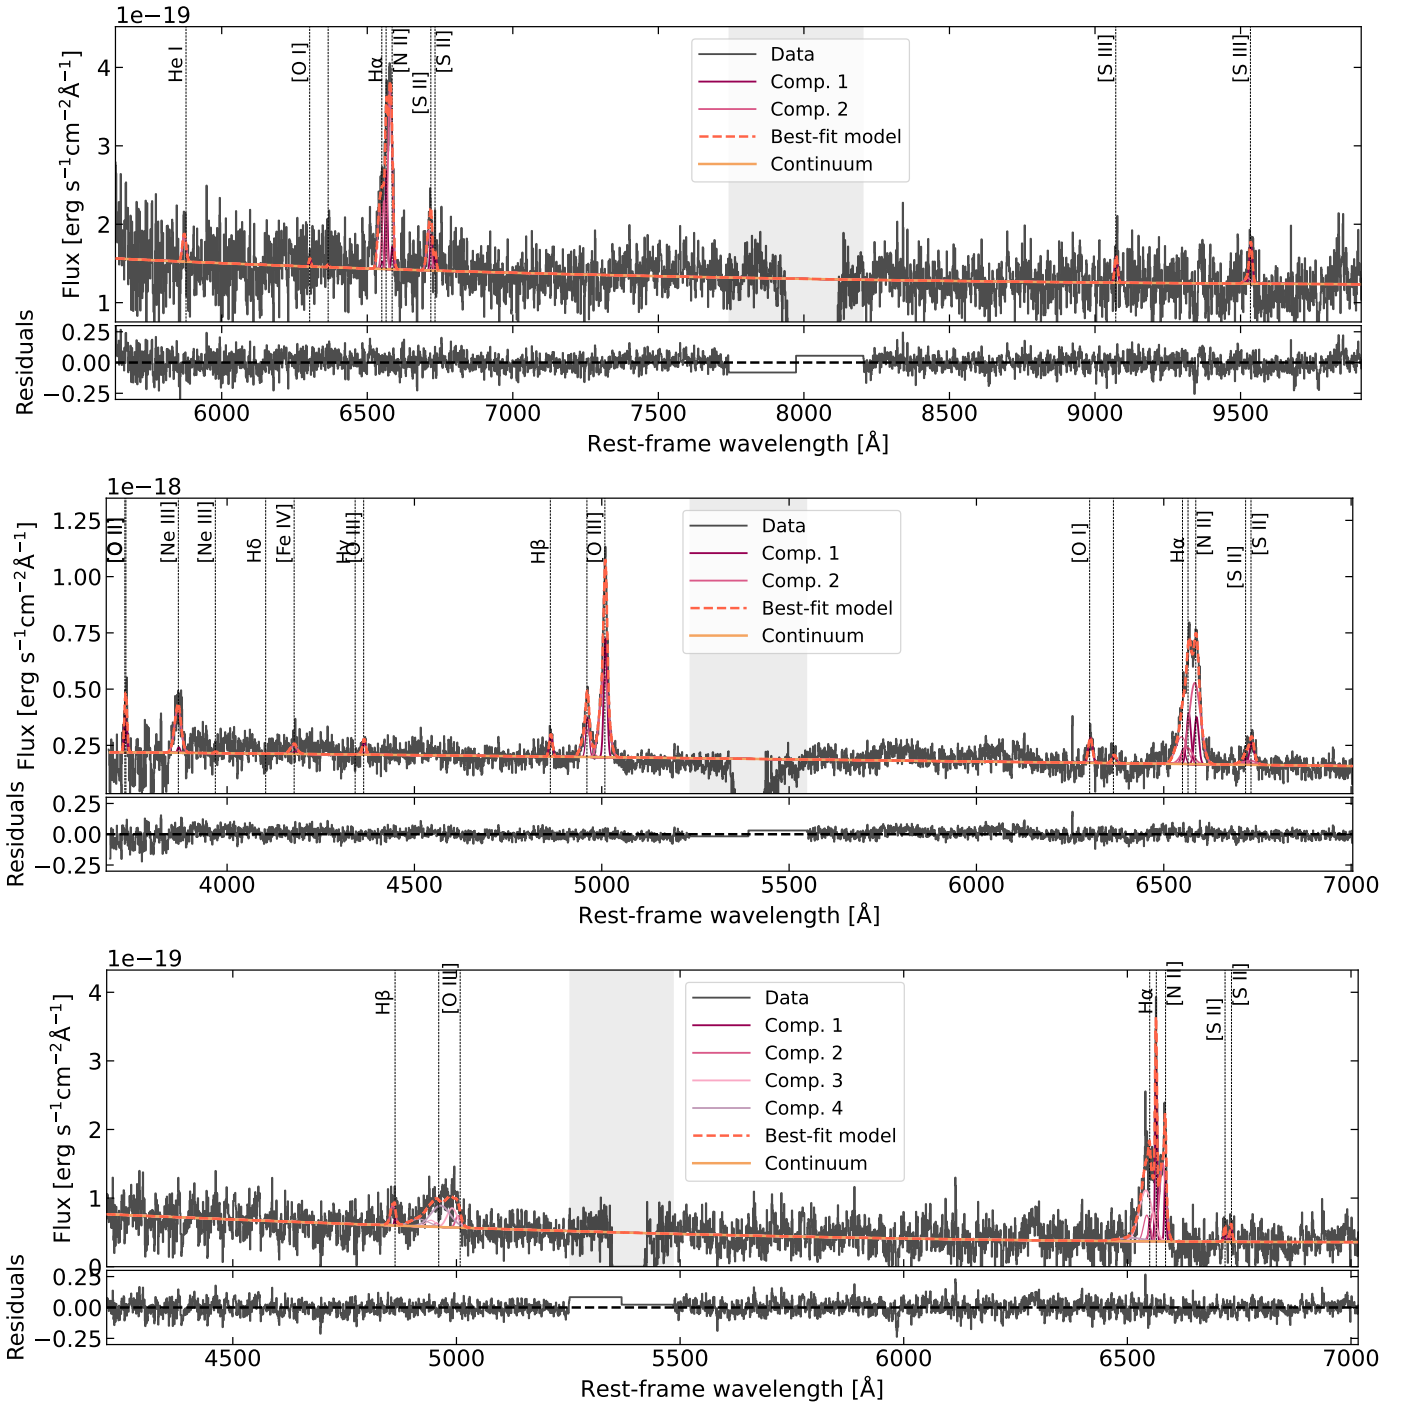 1e−19
Flux [erg s⁻¹cm⁻²Å⁻¹]
4
3
2
1
He I
[O I]
Hα
[N II]
[S II]
[S II]
[S III]
[S III]
Data
Comp. 1
Comp. 2
Best-fit model
Continuum
Residuals
0.25
0.00
−0.25
6000 6500 7000 7500 8000 8500 9000 9500
Rest-frame wavelength [Å]
1e−18
Flux [erg s⁻¹cm⁻²Å⁻¹]
1.25
1.00
0.75
0.50
0.25
[O II]
[Ne III]
[Ne III]
Hδ
[Fe IV]
Hγ
[O III]
Hβ
[O III]
[O I]
Hα
[N II]
[S II]
[S II]
Data
Comp. 1
Comp. 2
Best-fit model
Continuum
Residuals
0.25
0.00
−0.25
4000 4500 5000 5500 6000 6500 7000
Rest-frame wavelength [Å]
1e−19
Flux [erg s⁻¹cm⁻²Å⁻¹]
4
3
2
1
0
Hβ
[O III]
Hα
[N II]
[S II]
[S II]
Data
Comp. 1
Comp. 2
Comp. 3
Comp. 4
Best-fit model
Continuum
Residuals
0.25
0.00
−0.25
4500 5000 5500 6000 6500 7000
Rest-frame wavelength [Å]